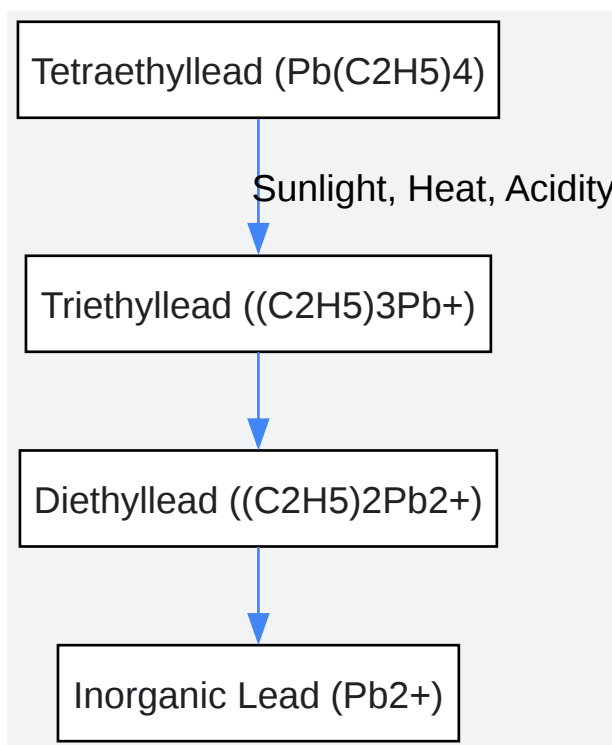 Tetraethyllead (Pb(C2H5)4)
Sunlight, Heat, Acidity
Triethyllead ((C2H5)3Pb+)
Diethyllead ((C2H5)2Pb2+)
Inorganic Lead (Pb2+)